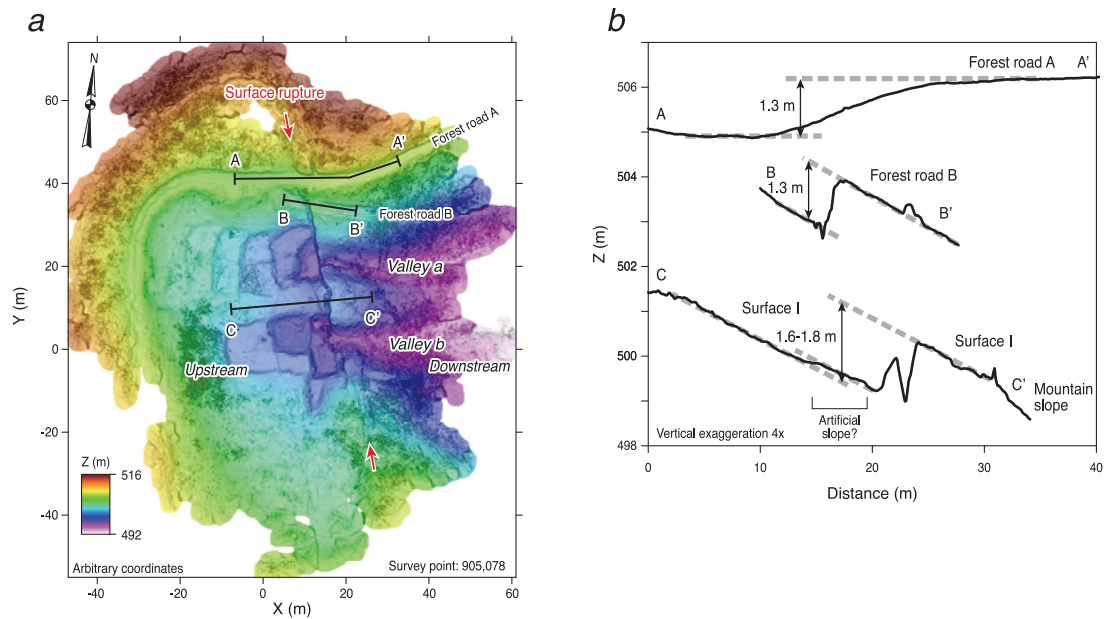 a
N
Surface rupture
Forest road A
A
A'
B
B'
Forest road B
Valley a
C
C'
Valley b
Upstream
Downstream
Z (m)
516
492
Arbitrary coordinates
Survey point: 905,078
60
40
20
0
-20
-40
Y (m)
-40
-20
0
20
40
60
X (m)
b
506
504
502
500
498
Z (m)
Forest road A
A'
A
1.3 m
B
1.3 m
Forest road B
B'
C
Surface I
1.6-1.8 m
Surface I
C'
Mountain
slope
Artificial
slope?
Vertical exaggeration 4x
0
10
20
30
40
Distance (m)